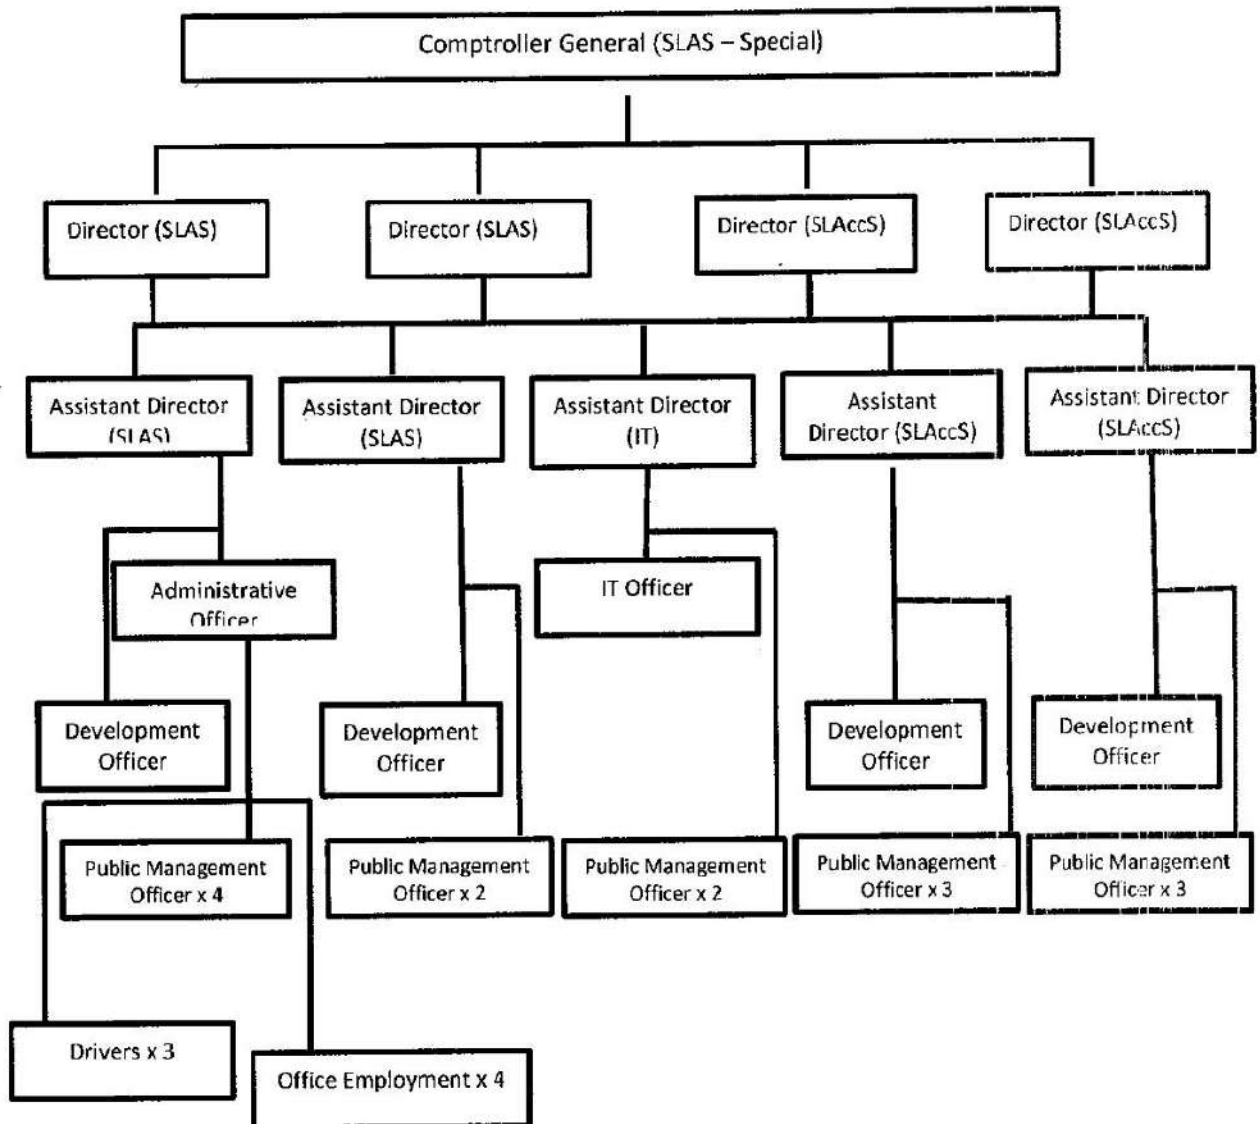 Comptroller General (SLAS – Special)
Director (SLAS)
Director (SLAS)
Director (SLAccS)
Director (SLAccS)
Assistant Director
(SLAS)
Assistant Director
(SLAS)
Assistant Director
(IT)
Assistant
Director (SLAccS)
Assistant Director
(SLAccS)
Administrative
Officer
IT Officer
Development
Officer
Development
Officer
Development
Officer
Development
Officer
Public Management
Officer x 4
Public Management
Officer x 2
Public Management
Officer x 2
Public Management
Officer x 3
Public Management
Officer x 3
Drivers x 3
Office Employment x 4